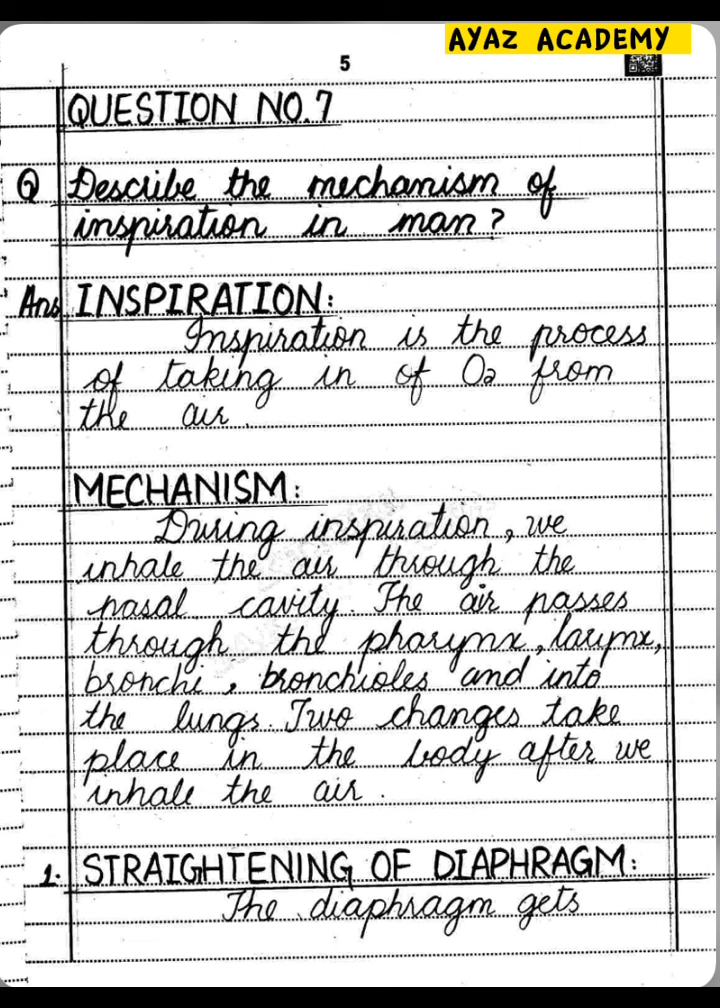 AYAZ ACADEMY
5
QUESTION NO.7
Q Describe the mechanism of
inspiration in man?
Ans. INSPIRATION:
Inspiration is the process
of taking in of O₂ from
the air.
MECHANISM:
During inspiration, we
inhale the air through the
nasal cavity. The air passes
through the pharynx, larynx,
bronchi, bronchioles and into
the lungs. Two changes take
place in the body after we
inhale the air.
1. STRAIGHTENING OF DIAPHRAGM:
The diaphragm gets